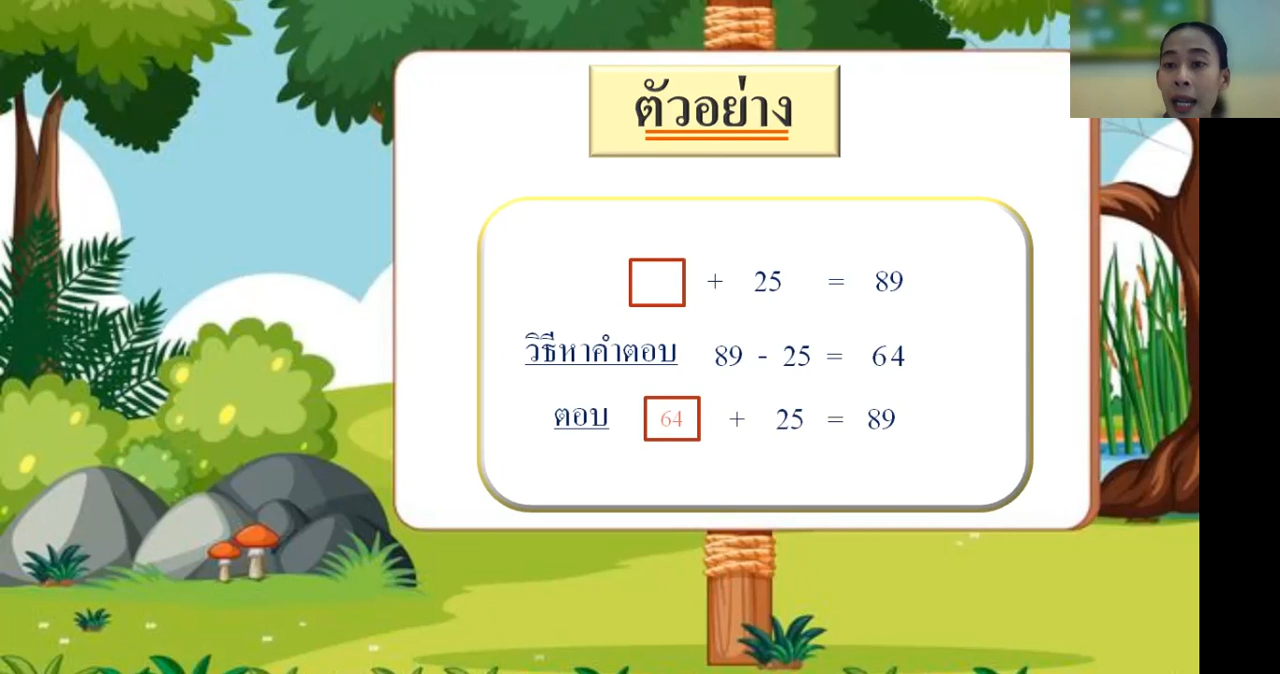 ตัวอย่าง
+ 25 = 89
วิธีหาคำตอบ 89 - 25 = 64
ตอบ 64 + 25 = 89